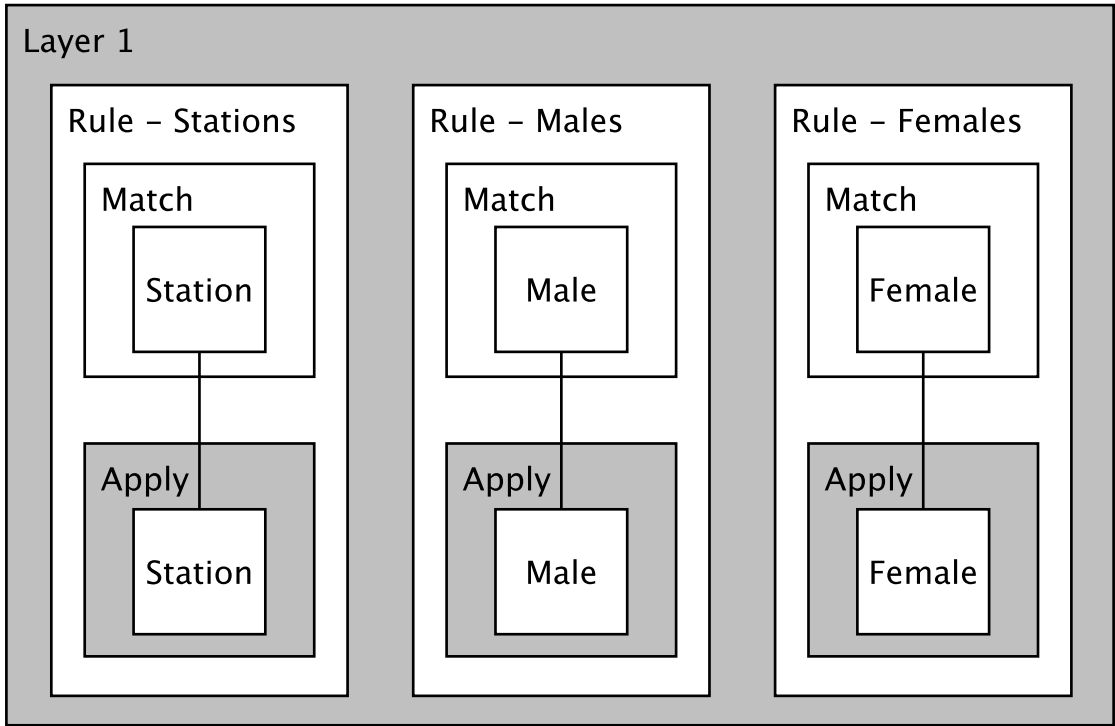 Layer 1
Rule – Stations
Match
Station
Apply
Station
Rule – Males
Match
Male
Apply
Male
Rule – Females
Match
Female
Apply
Female